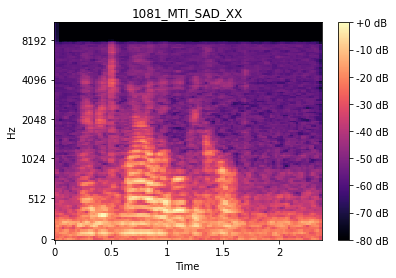 1081_MTI_SAD_XX
+0 dB
8192
-10 dB
4096
-20 dB
-30 dB
2048
Hz
-40 dB
1024
-50 dB
512
-60 dB
-70 dB
0
-80 dB
0 0.5 1 1.5 2
Time